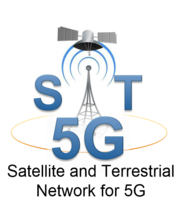 S T
5G
Satellite and Terrestrial
Network for 5G